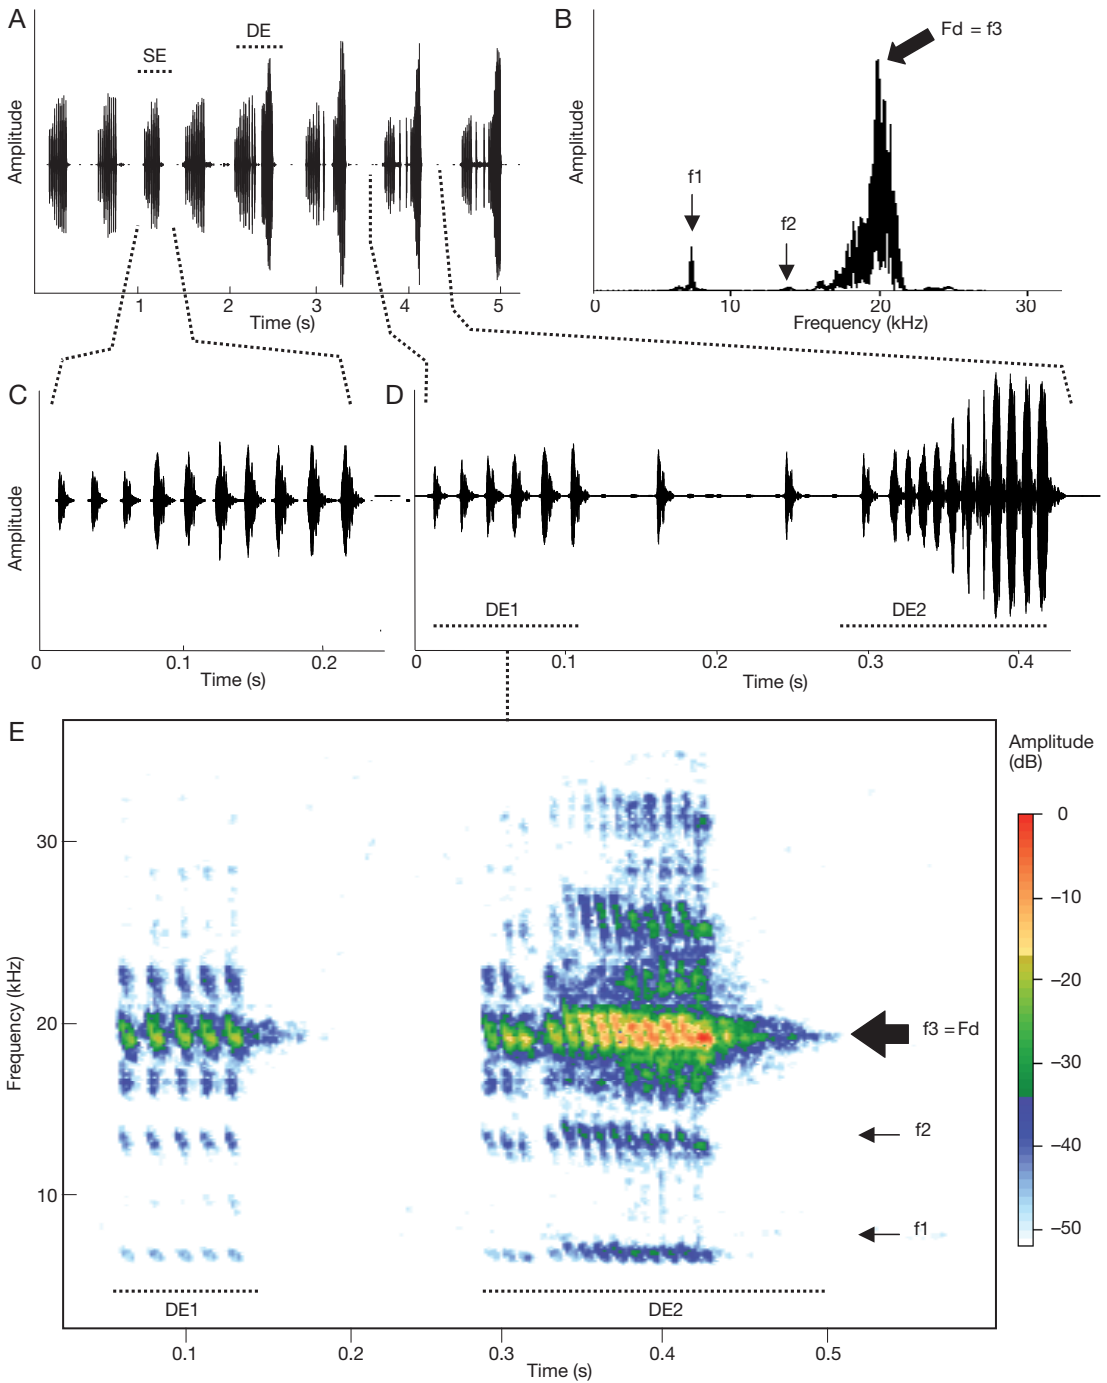 A
SE
DE
Amplitude
1
2
3
4
5
Time (s)
B
Fd = f3
f1
f2
Amplitude
0
10
20
30
Frequency (kHz)
C
Amplitude
0
0.1
0.2
Time (s)
D
DE1
DE2
0
0.1
0.2
0.3
0.4
Time (s)
E
Frequency (kHz)
30
20
10
f3 = Fd
f2
f1
DE1
DE2
0.1
0.2
0.3
0.4
0.5
Time (s)
Amplitude
(dB)
0
–10
–20
–30
–40
–50